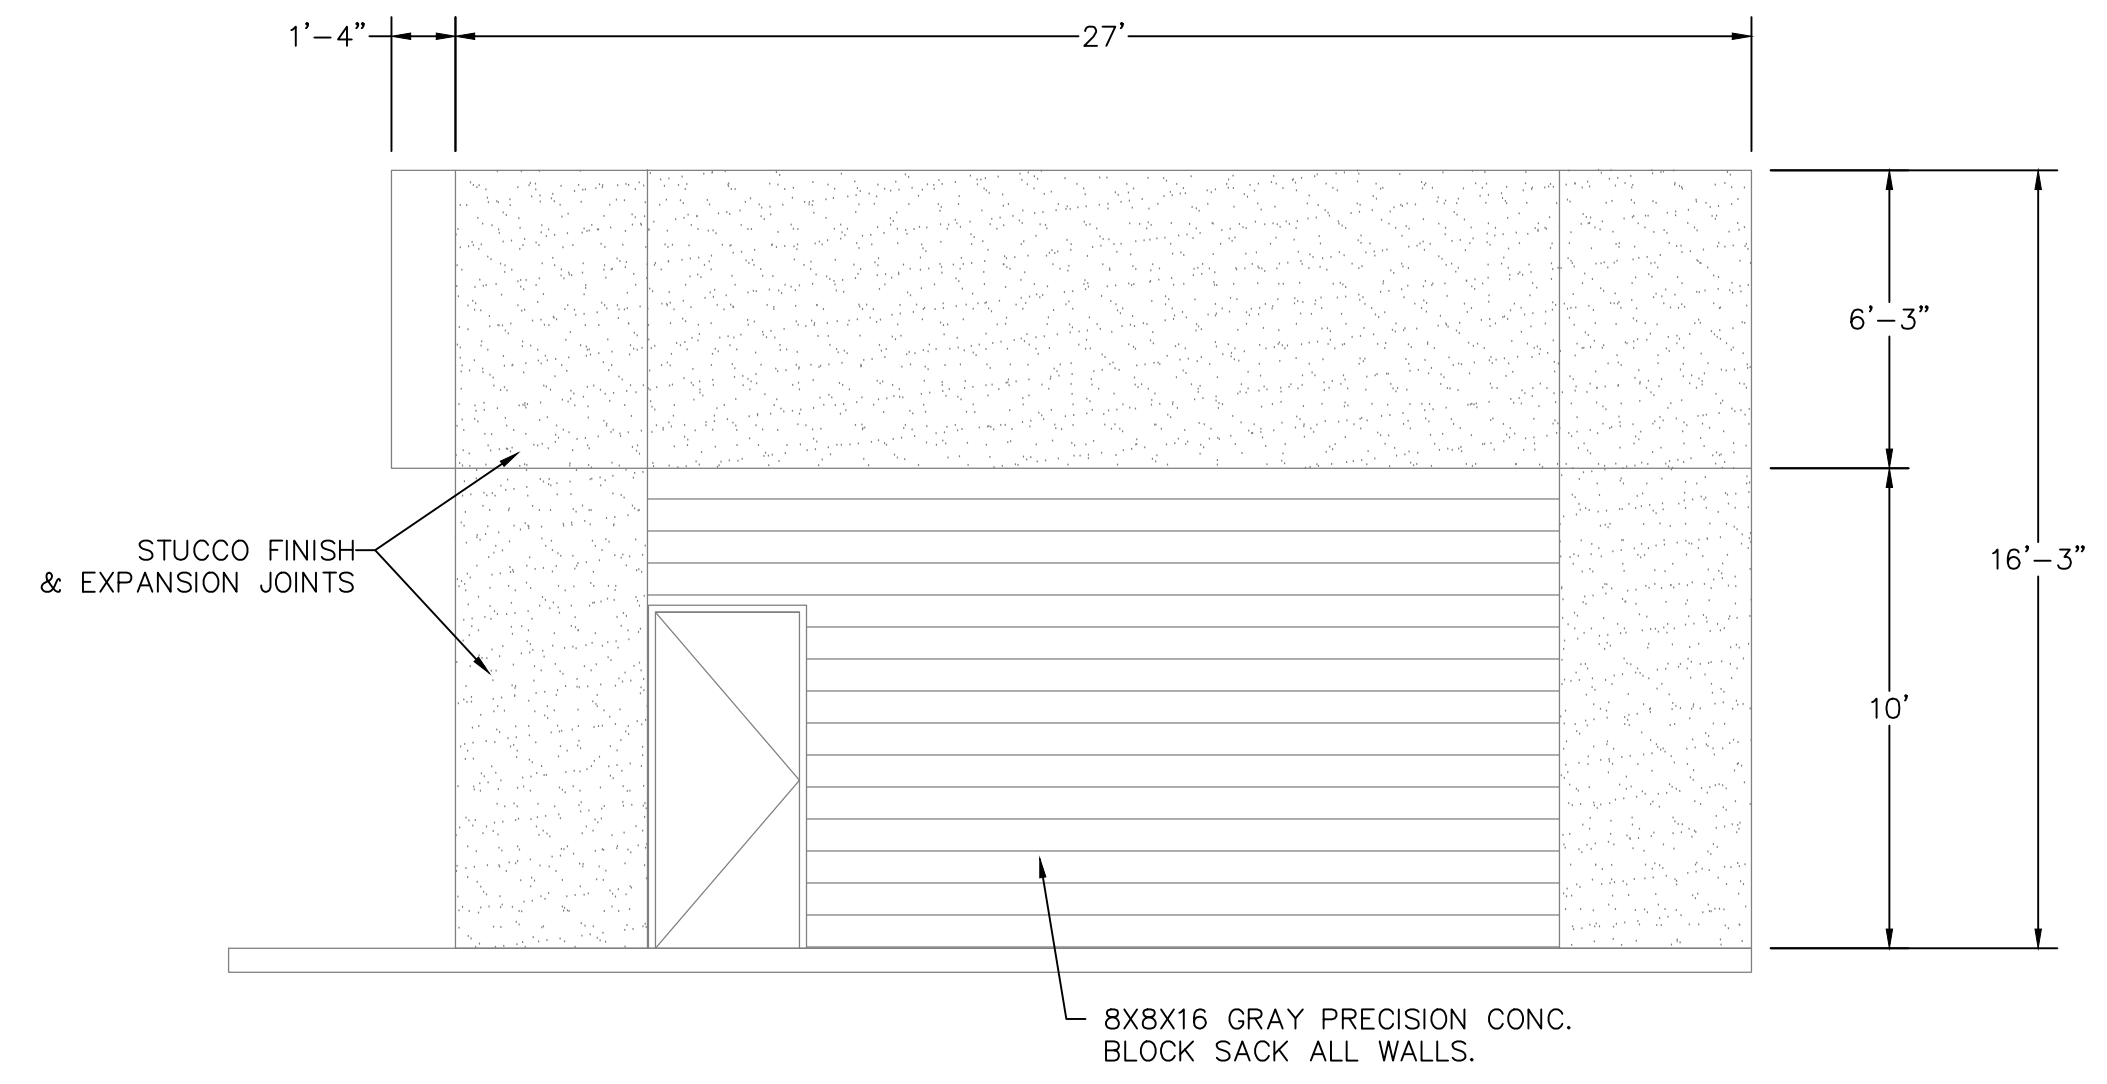 1'-4"
27'
6'-3"
STUCCO FINISH
& EXPANSION JOINTS
16'-3"
10'
8X8X16 GRAY PRECISION CONC.
BLOCK SACK ALL WALLS.